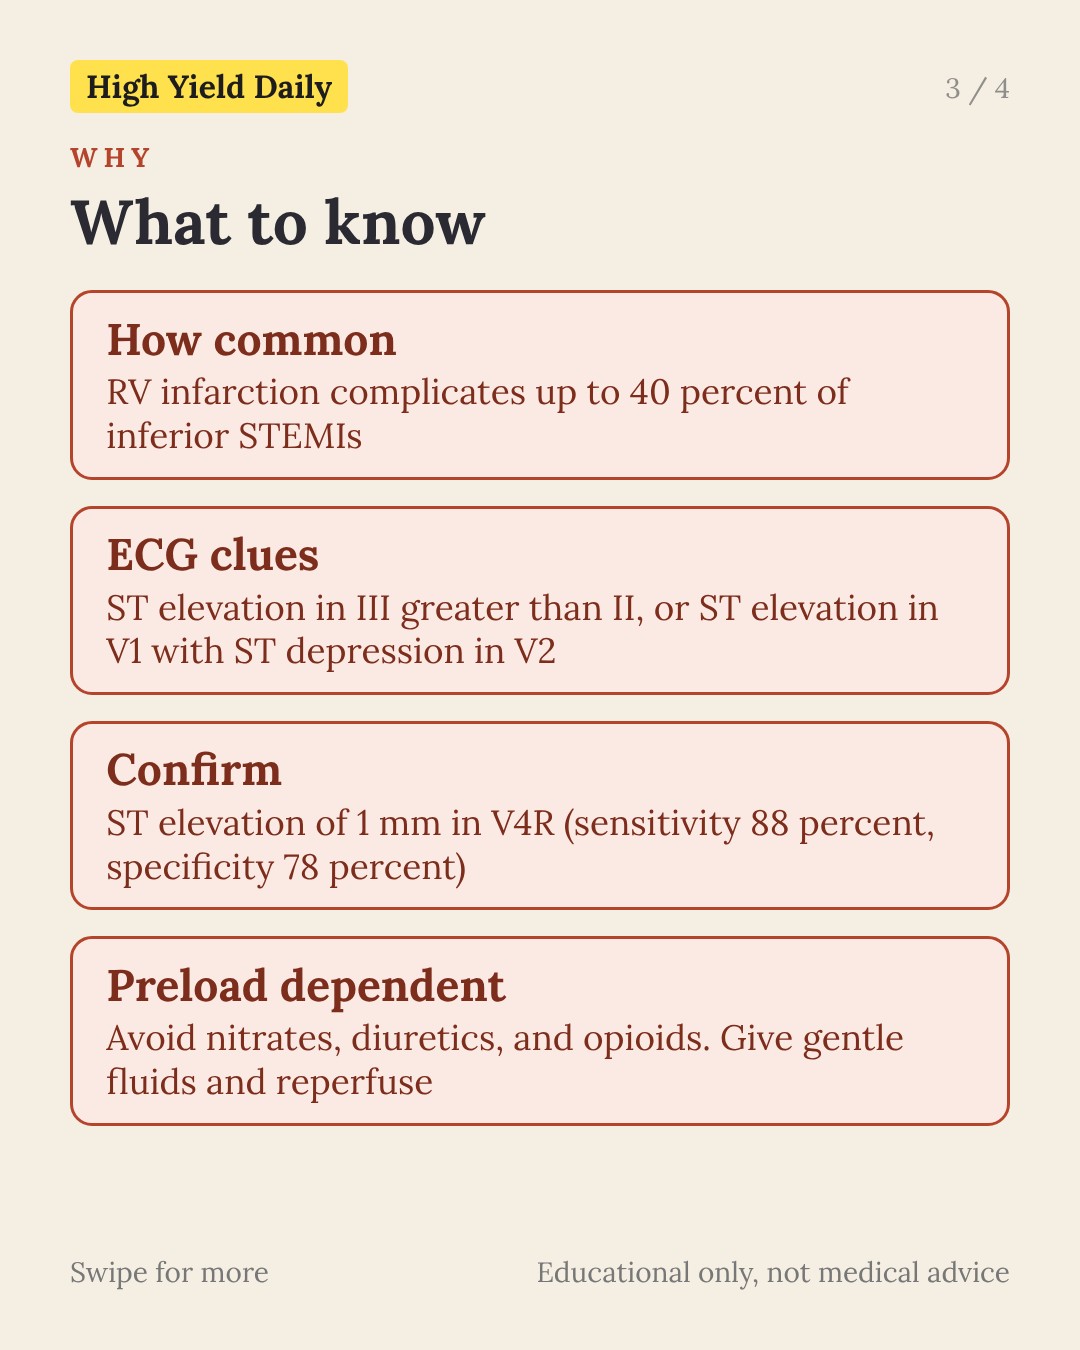 High Yield Daily
3 / 4
WHY
What to know
How common
RV infarction complicates up to 40 percent of
inferior STEMIs
ECG clues
ST elevation in III greater than II, or ST elevation in
V1 with ST depression in V2
Confirm
ST elevation of 1 mm in V4R (sensitivity 88 percent,
specificity 78 percent)
Preload dependent
Avoid nitrates, diuretics, and opioids. Give gentle
fluids and reperfuse
Swipe for more
Educational only, not medical advice